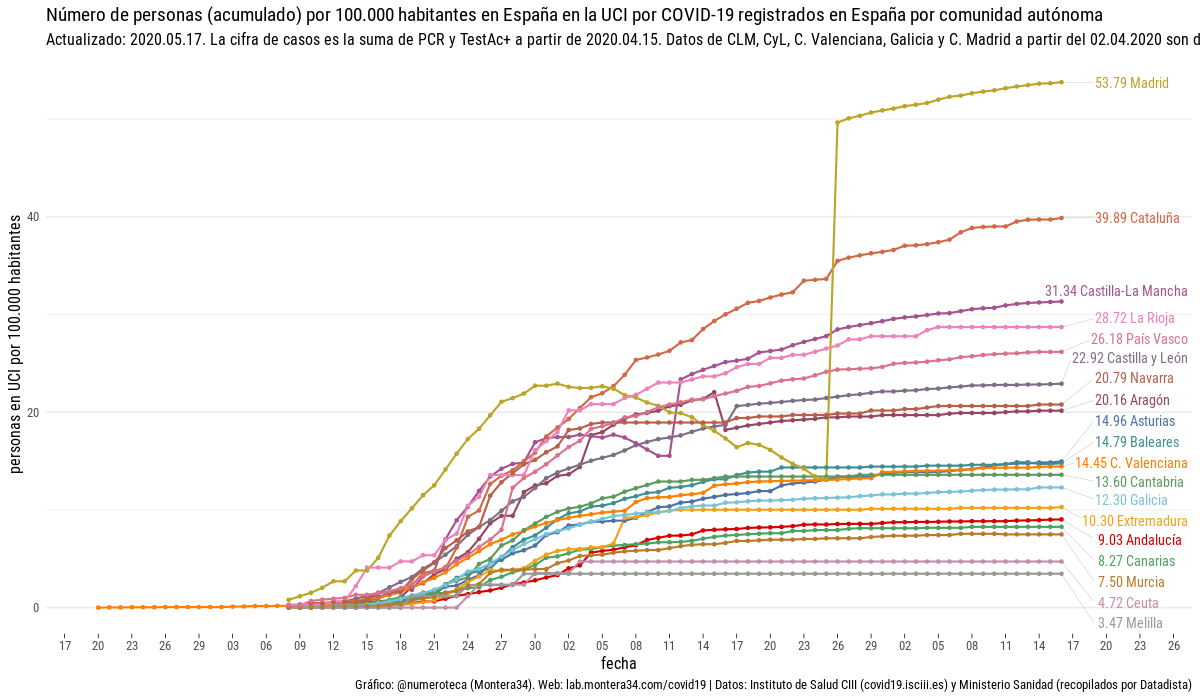 Número de personas (acumulado) por 100.000 habitantes en España en la UCI por COVID-19 registrados en España por comunidad autónoma
Actualizado: 2020.05.17. La cifra de casos es la suma de PCR y TestAc+ a partir de 2020.04.15. Datos de CLM, CyL, C. Valenciana, Galicia y C. Madrid a partir del 02.04.2020 son d
personas en UCI por 100.000 habitantes
40
20
0
53.79 Madrid
39.89 Cataluña
31.34 Castilla-La Mancha
28.72 La Rioja
26.18 País Vasco
22.92 Castilla y León
20.79 Navarra
20.16 Aragón
14.96 Asturias
14.79 Baleares
14.45 C. Valenciana
13.60 Cantabria
12.30 Galicia
10.30 Extremadura
9.03 Andalucía
8.27 Canarias
7.50 Murcia
4.72 Ceuta
3.47 Melilla
17 20 23 26 29 03 06 09 12 15 18 21 24 27 30 02 05 08 11 14 17 20 23 26 29 02 05 08 11 14 17 20 23 26
fecha
Gráfico: @numeroteca (Montera34). Web: lab.montera34.com/covid19 | Datos: Instituto de Salud CIII (covid19.isciii.es) y Ministerio Sanidad (recopilados por Datadista)